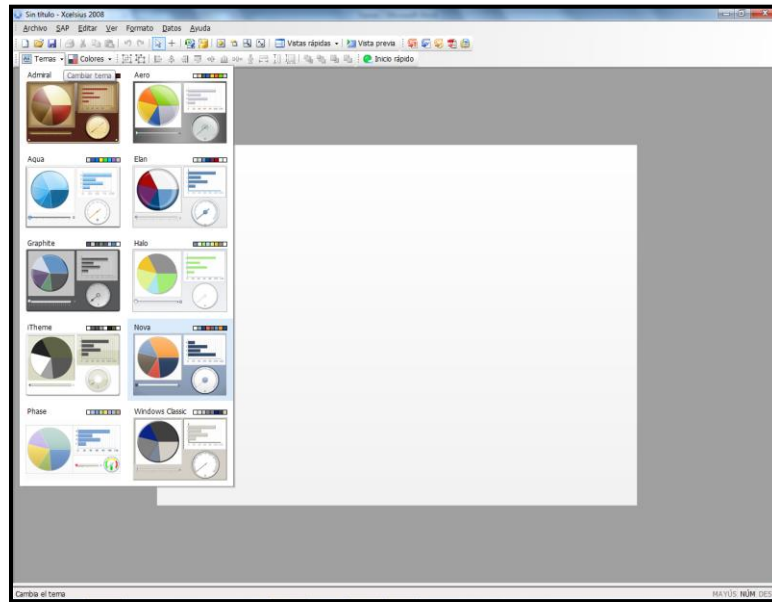 Sin título - Xcelsius 2008
Archivo SAP Editar Ver Formato Datos Ayuda
Vistas rápidas Vista previa
Temas Colores Inicio rápido
Cambiar tema
Admiral Aero
Aqua Elan
Graphite Halo
iTheme Nova
Phase Windows Classic
Cambia el tema MAYÚS NÚM DES